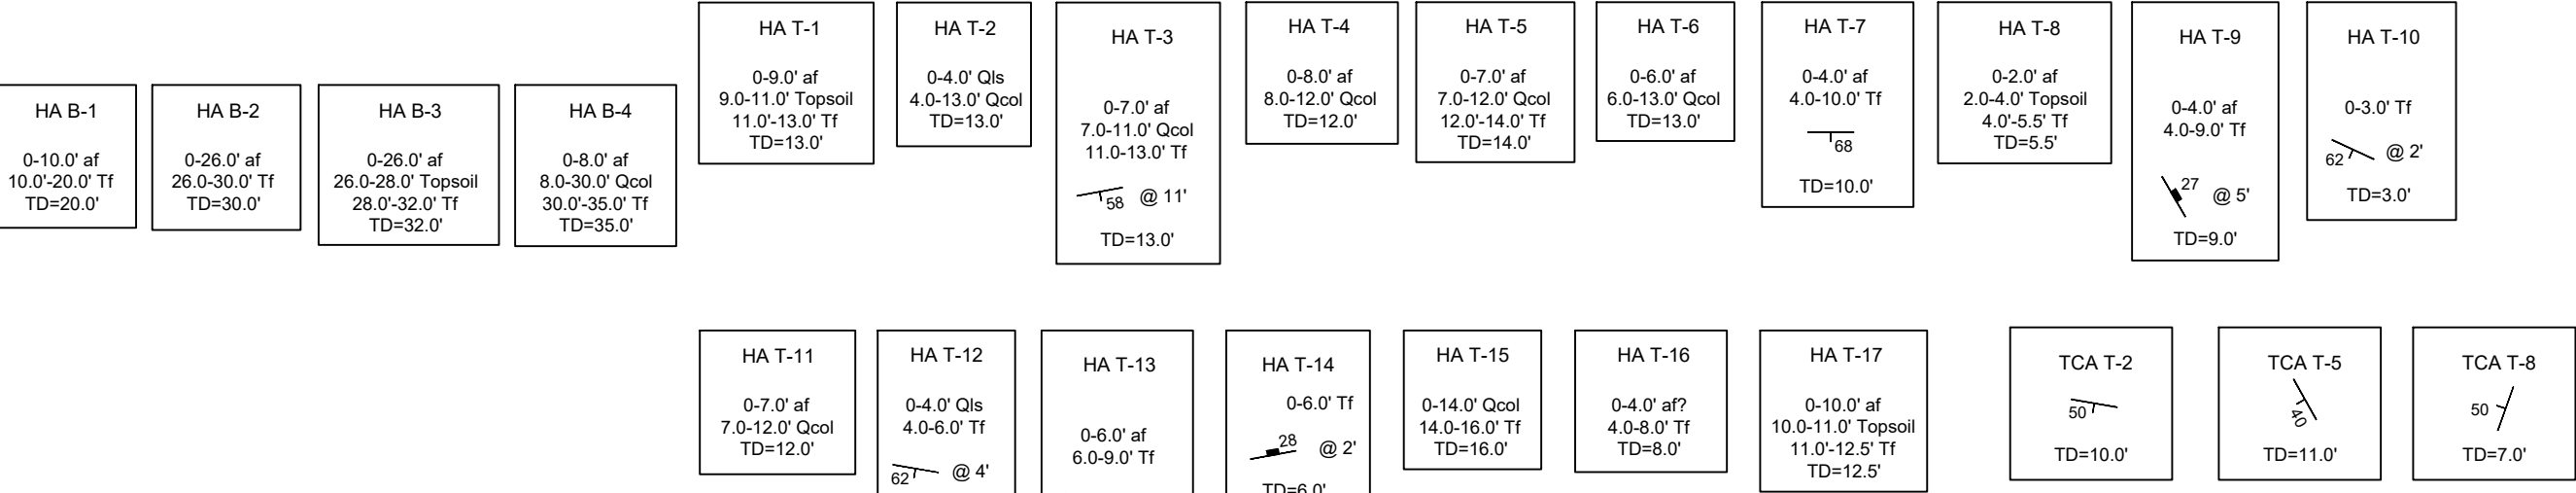 HA B-1
0-10.0' af
10.0'-20.0' Tf
TD=20.0'
HA B-2
0-26.0' af
26.0-30.0' Tf
TD=30.0'
HA B-3
0-26.0' af
26.0-28.0' Topsoil
28.0'-32.0' Tf
TD=32.0'
HA B-4
0-8.0' af
8.0-30.0' Qcol
30.0'-35.0' Tf
TD=35.0'
HA T-1
0-9.0' af
9.0-11.0' Topsoil
11.0'-13.0' Tf
TD=13.0'
HA T-2
0-4.0' Qls
4.0-13.0' Qcol
TD=13.0'
HA T-3
0-7.0' af
7.0-11.0' Qcol
11.0-13.0' Tf
58 @ 11'
TD=13.0'
HA T-4
0-8.0' af
8.0-12.0' Qcol
TD=12.0'
HA T-5
0-7.0' af
7.0-12.0' Qcol
12.0'-14.0' Tf
TD=14.0'
HA T-6
0-6.0' af
6.0-13.0' Qcol
TD=13.0'
HA T-7
0-4.0' af
4.0-10.0' Tf
68
TD=10.0'
HA T-8
0-2.0' af
2.0-4.0' Topsoil
4.0'-5.5' Tf
TD=5.5'
HA T-9
0-4.0' af
4.0-9.0' Tf
27 @ 5'
TD=9.0'
HA T-10
0-3.0' Tf
62 @ 2'
TD=3.0'
HA T-11
0-7.0' af
7.0-12.0' Qcol
TD=12.0'
HA T-12
0-4.0' Qls
4.0-6.0' Tf
62 @ 4'
HA T-13
0-6.0' af
6.0-9.0' Tf
HA T-14
0-6.0' Tf
28 @ 2'
TD=6.0'
HA T-15
0-14.0' Qcol
14.0-16.0' Tf
TD=16.0'
HA T-16
0-4.0' af?
4.0-8.0' Tf
TD=8.0'
HA T-17
0-10.0' af
10.0-11.0' Topsoil
11.0'-12.5' Tf
TD=12.5'
TCA T-2
50
TD=10.0'
TCA T-5
40
TD=11.0'
TCA T-8
50
TD=7.0'